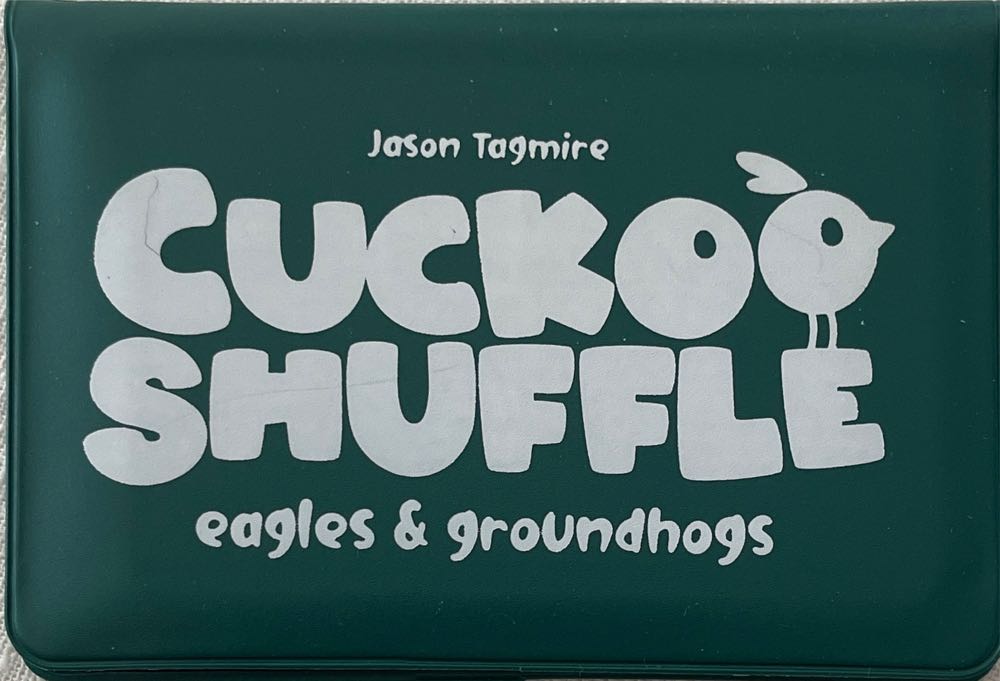 Jason Tagmire
CUCKOO
SHUFFLE
eagles & groundhogs